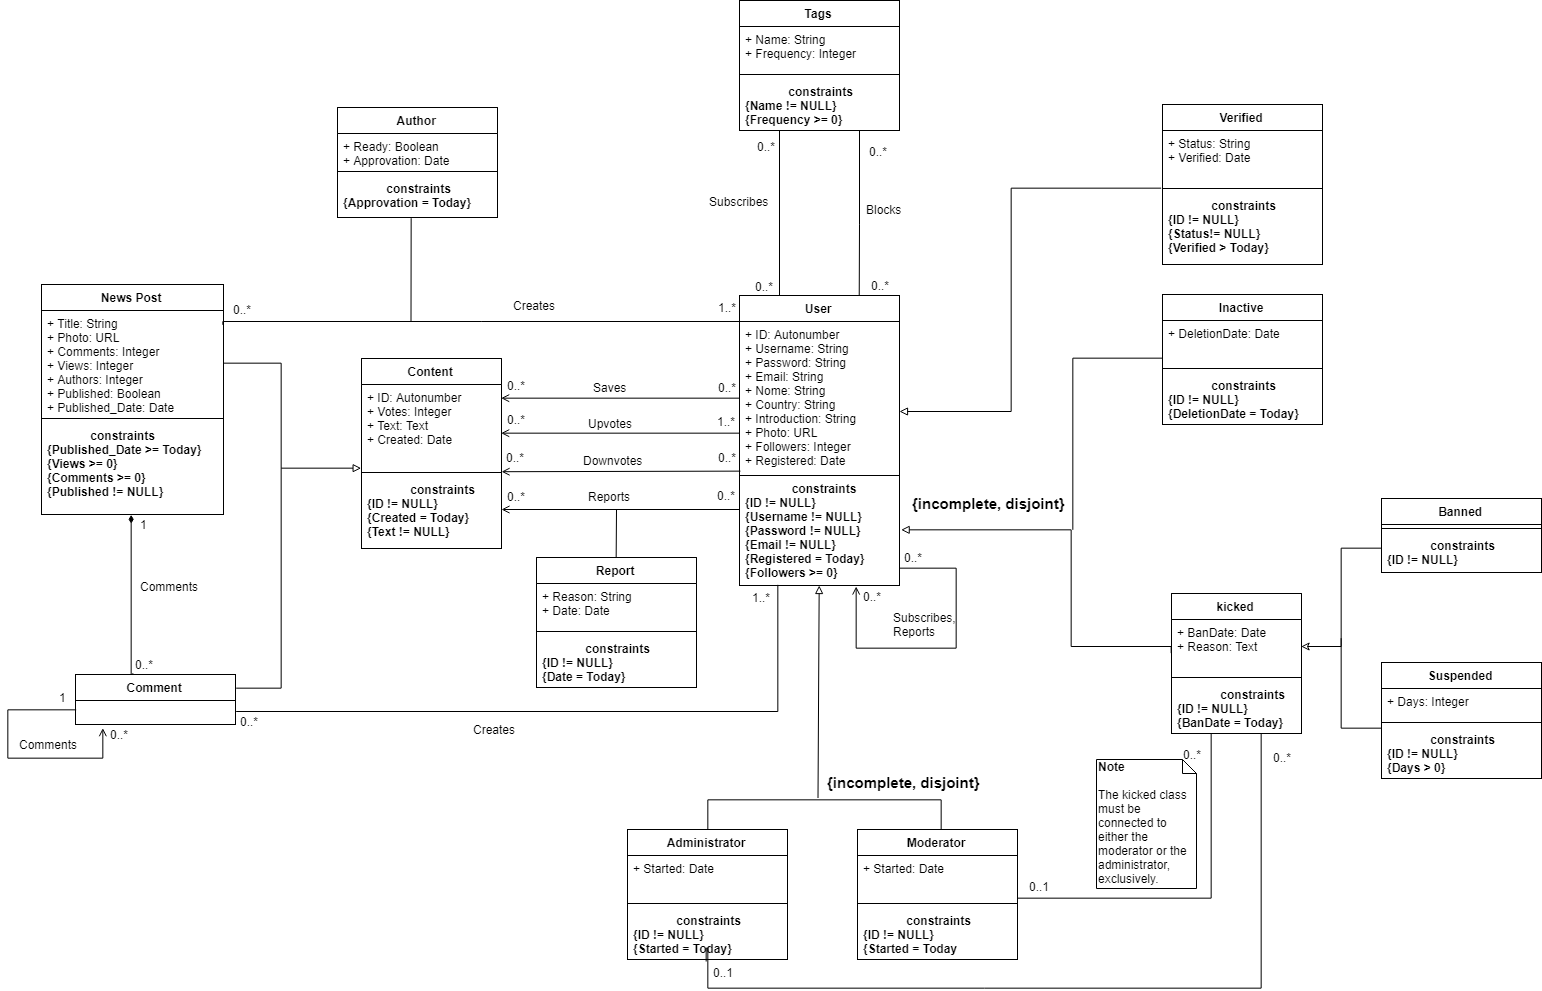 Tags
+ Name: String
+ Frequency: Integer
constraints
{Name != NULL}
{Frequency >= 0}
0..*
0..*
Subscribes
Blocks
0..*
0..*
Author
+ Ready: Boolean
+ Approvation: Date
constraints
{Approvation = Today}
Verified
+ Status: String
+ Verified: Date
constraints
{ID != NULL}
{Status!= NULL}
{Verified > Today}
News Post
+ Title: String
+ Photo: URL
+ Comments: Integer
+ Views: Integer
+ Authors: Integer
+ Published: Boolean
+ Published_Date: Date
constraints
{Published_Date >= Today}
{Views >= 0}
{Comments >= 0}
{Published != NULL}
0..*
Creates
1..*
User
+ ID: Autonumber
+ Username: String
+ Password: String
+ Email: String
+ Nome: String
+ Country: String
+ Introduction: String
+ Photo: URL
+ Followers: Integer
+ Registered: Date
constraints
{ID != NULL}
{Username != NULL}
{Password != NULL}
{Email != NULL}
{Registered = Today}
{Followers >= 0}
Inactive
+ DeletionDate: Date
constraints
{ID != NULL}
{DeletionDate = Today}
Content
+ ID: Autonumber
+ Votes: Integer
+ Text: Text
+ Created: Date
constraints
{ID != NULL}
{Created = Today}
{Text != NULL}
0..*
Saves
0..*
0..*
Upvotes
1..*
0..*
Downvotes
0..*
0..*
Reports
0..*
{incomplete, disjoint}
Report
+ Reason: String
+ Date: Date
constraints
{ID != NULL}
{Date = Today}
0..*
0..*
Subscribes,
Reports
1..*
Banned
constraints
{ID != NULL}
kicked
+ BanDate: Date
+ Reason: Text
constraints
{ID != NULL}
{BanDate = Today}
Suspended
+ Days: Integer
constraints
{ID != NULL}
{Days > 0}
1
Comments
0..*
Comment
1
0..*
Comments
0..*
Creates
0..*
0..*
Note
The kicked class
must be
connected to
either the
moderator or the
administrator,
exclusively.
{incomplete, disjoint}
Administrator
+ Started: Date
constraints
{ID != NULL}
{Started = Today}
0..1
Moderator
+ Started: Date
constraints
{ID != NULL}
{Started = Today
0..1